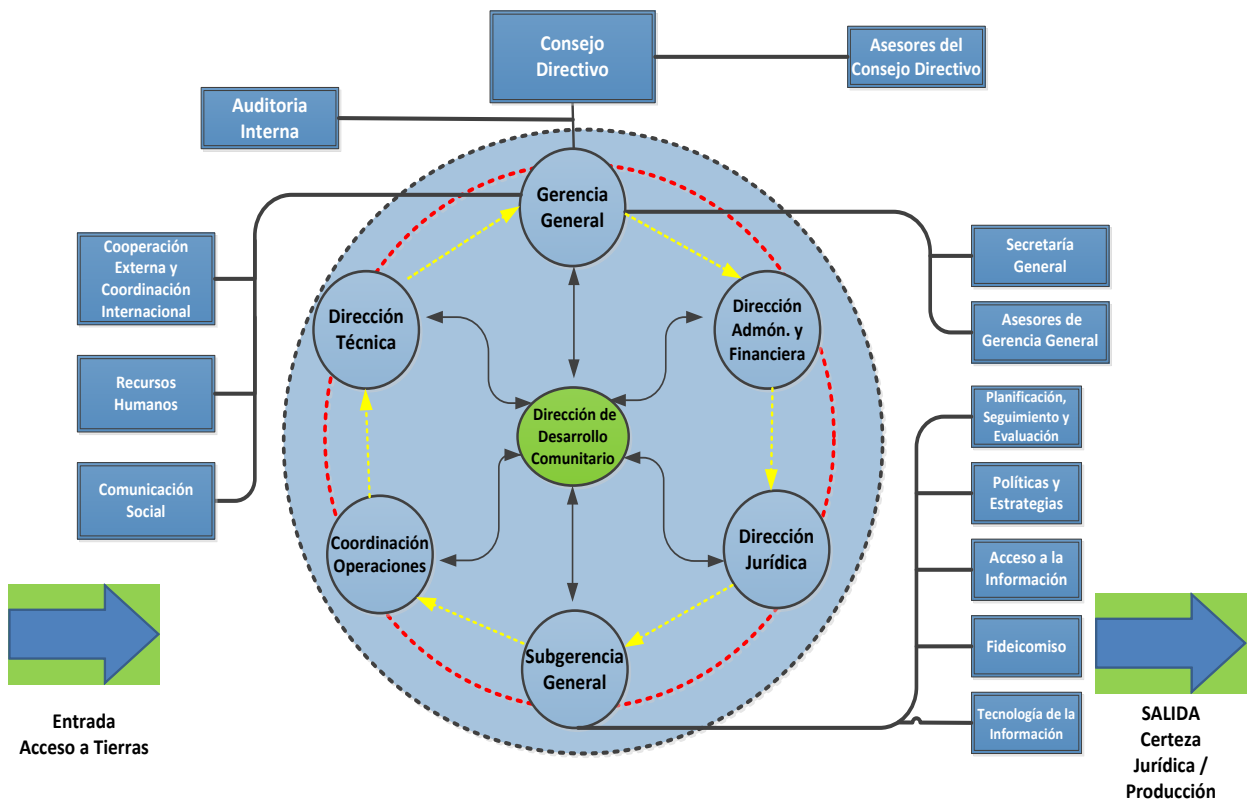 Consejo
Directivo
Asesores del
Consejo Directivo
Auditoria
Interna
Gerencia
General
Cooperación
Externa y
Coordinación
Internacional
Secretaría
General
Dirección
Técnica
Dirección
Admón. y
Financiera
Asesores de
Gerencia General
Recursos
Humanos
Dirección de
Desarrollo
Comunitario
Planificación,
Seguimiento y
Evaluación
Comunicación
Social
Políticas y
Estrategias
Coordinación
Operaciones
Dirección
Jurídica
Acceso a la
Información
Subgerencia
General
Fideicomiso
Tecnología de la
Información
Entrada
Acceso a Tierras
SALIDA
Certeza
Jurídica /
Producción